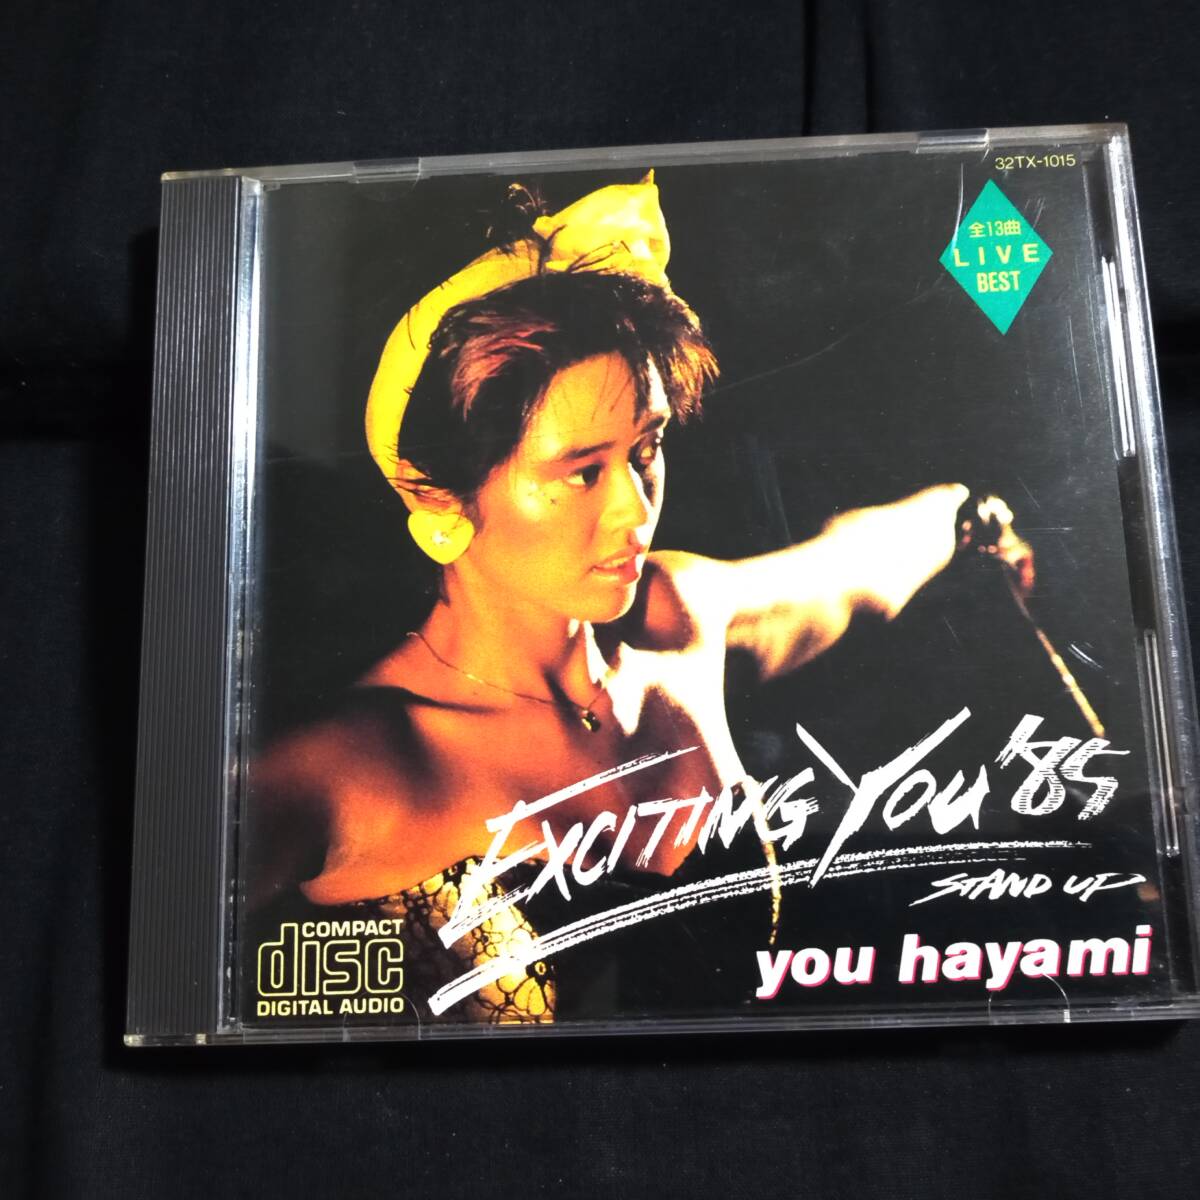 32TX-1015
全13曲
LIVE
BEST
EXCITING YOU '85
STAND UP
you hayami
COMPACT
disc
DIGITAL AUDIO